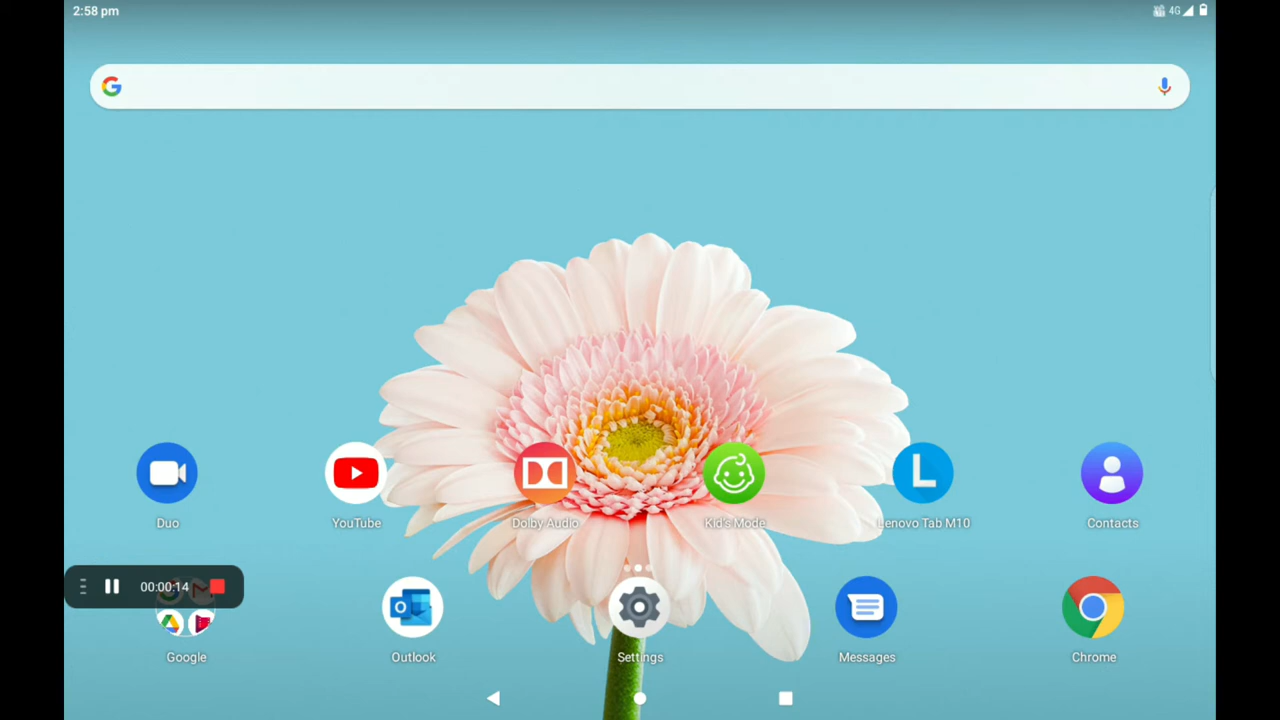 2:58 pm
4G
Duo
YouTube
Dolby Audio
Kid's Mode
Lenovo Tab M10
Contacts
00:00:14
Google
Outlook
Settings
Messages
Chrome